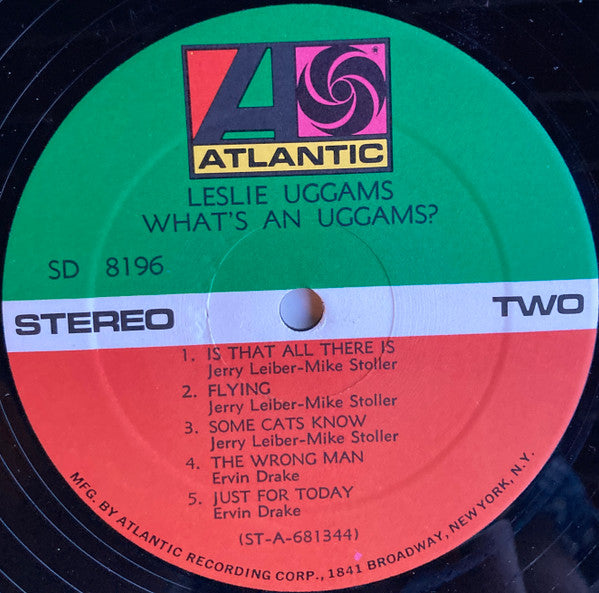 ATLANTIC
LESLIE UGGAMS
WHAT'S AN UGGAMS?
SD 8196
STEREO TWO
1. IS THAT ALL THERE IS
Jerry Leiber-Mike Stoller
2. FLYING
Jerry Leiber-Mike Stoller
3. SOME CATS KNOW
Jerry Leiber-Mike Stoller
4. THE WRONG MAN
Ervin Drake
5. JUST FOR TODAY
Ervin Drake
(ST-A-681344)
MFG. BY ATLANTIC RECORDING CORP., 1841 BROADWAY, NEW YORK, N.Y.